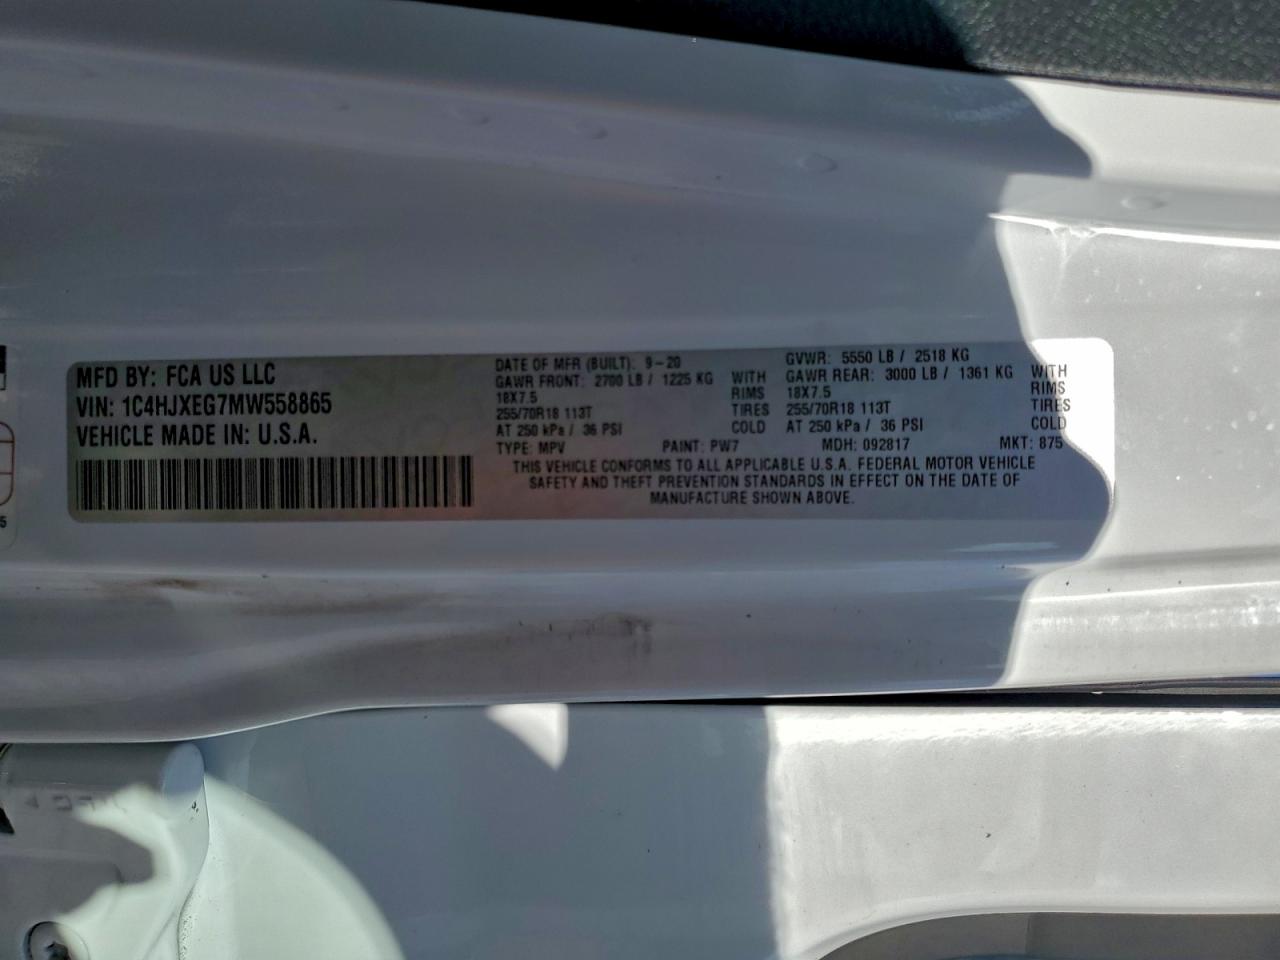 MFD BY: FCA US LLC
VIN: 1C4HJXEG7MW558865
VEHICLE MADE IN: U.S.A.
DATE OF MFR (BUILT): 9-20 GVWR: 5550 LB / 2518 KG
GAWR FRONT: 2700 LB / 1225 KG WITH GAWR REAR: 3000 LB / 1361 KG WITH
18X7.5 RIMS 18X7.5 RIMS
255/70R18 113T TIRES 255/70R18 113T TIRES
AT 250 kPa / 36 PSI COLD AT 250 kPa / 36 PSI COLD
TYPE: MPV PAINT: PW7 MDH: 092817 MKT: 875
THIS VEHICLE CONFORMS TO ALL APPLICABLE U.S.A. FEDERAL MOTOR VEHICLE
SAFETY AND THEFT PREVENTION STANDARDS IN EFFECT ON THE DATE OF
MANUFACTURE SHOWN ABOVE.
5